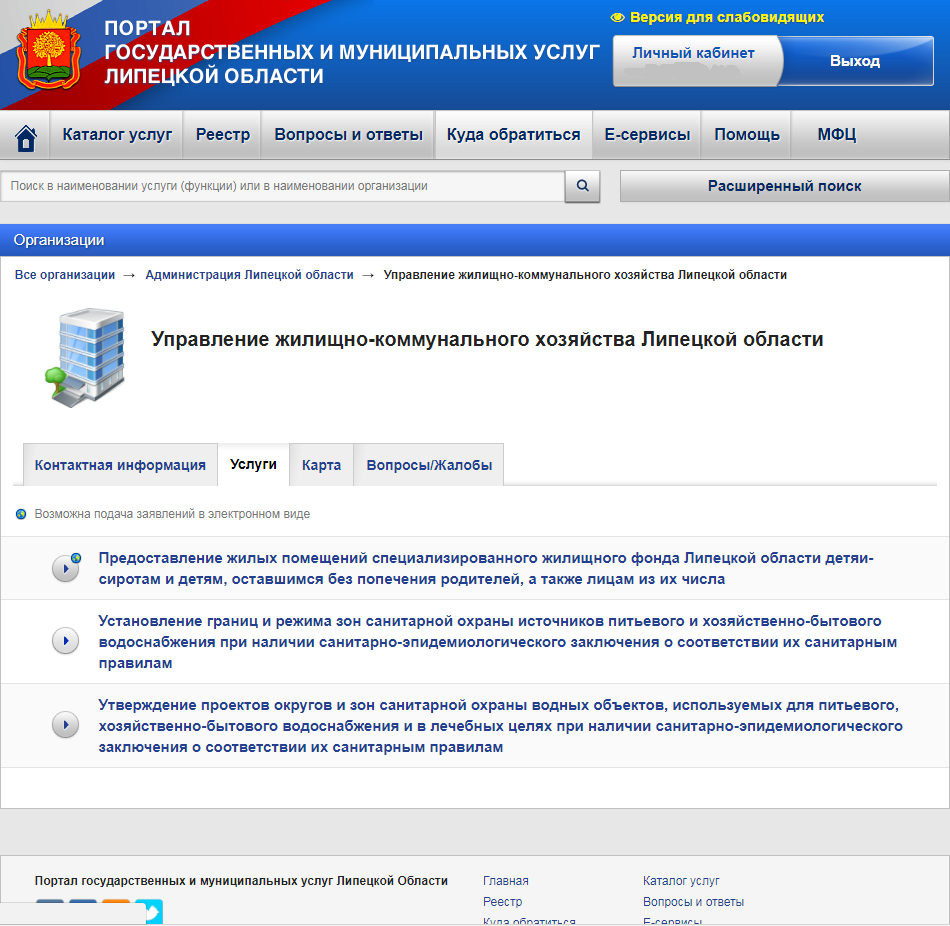 ПОРТАЛ
ГОСУДАРСТВЕННЫХ И МУНИЦИПАЛЬНЫХ УСЛУГ
ЛИПЕЦКОЙ ОБЛАСТИ
Версия для слабовидящих
Личный кабинет
Выход
Каталог услуг
Реестр
Вопросы и ответы
Куда обратиться
Е-сервисы
Помощь
МФЦ
Поиск в наименовании услуги (функции) или в наименовании организации
Расширенный поиск
Организации
Все организации → Администрация Липецкой области → Управление жилищно-коммунального хозяйства Липецкой области
Управление жилищно-коммунального хозяйства Липецкой области
Контактная информация
Услуги
Карта
Вопросы/Жалобы
Возможна подача заявлений в электронном виде
Предоставление жилых помещений специализированного жилищного фонда Липецкой области детяи-
сиротам и детям, оставшимся без попечения родителей, а также лицам из их числа
Установление границ и режима зон санитарной охраны источников питьевого и хозяйственно-бытового
водоснабжения при наличии санитарно-эпидемиологического заключения о соответствии их санитарным
правилам
Утверждение проектов округов и зон санитарной охраны водных объектов, используемых для питьевого,
хозяйственно-бытового водоснабжения и в лечебных целях при наличии санитарно-эпидемиологического
заключения о соответствии их санитарным правилам
Портал государственных и муниципальных услуг Липецкой Области
Главная
Каталог услуг
Реестр
Вопросы и ответы
Куда обратиться
Е-сервисы